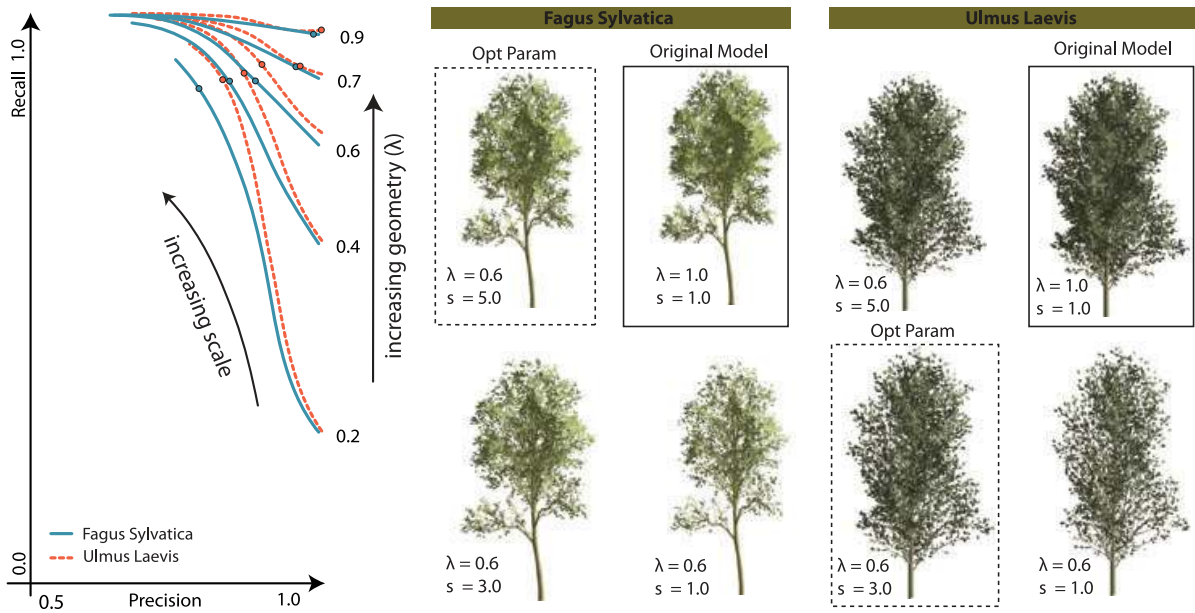 Recall
1.0
0.0
0.9
0.7
0.6
0.4
0.2
increasing geometry (λ)
increasing scale
Fagus Sylvatica
Ulmus Laevis
0.5
Precision
1.0
Fagus Sylvatica
Opt Param
Original Model
λ = 0.6
s = 5.0
λ = 1.0
s = 1.0
λ = 0.6
s = 3.0
λ = 0.6
s = 1.0
Ulmus Laevis
Original Model
λ = 0.6
s = 5.0
λ = 1.0
s = 1.0
Opt Param
λ = 0.6
s = 3.0
λ = 0.6
s = 1.0